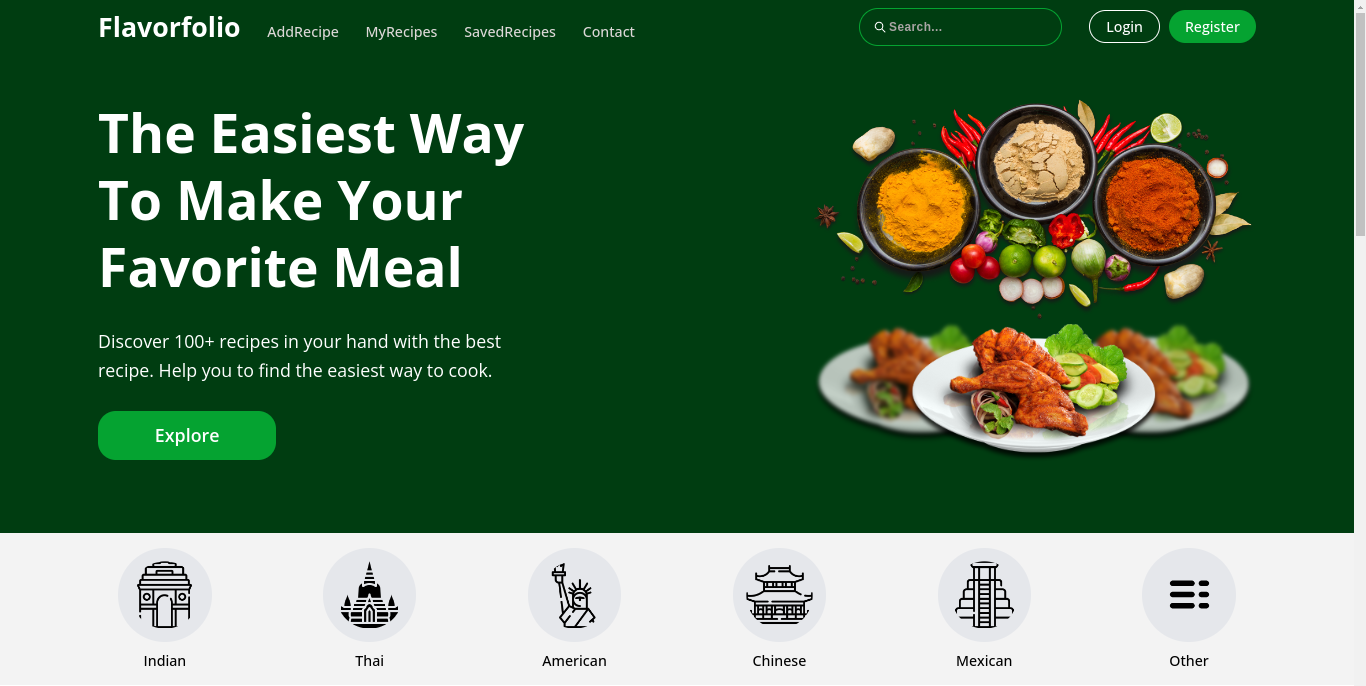 Flavorfolio
AddRecipe
MyRecipes
SavedRecipes
Contact
Search...
Login
Register
The Easiest Way
To Make Your
Favorite Meal
Discover 100+ recipes in your hand with the best
recipe. Help you to find the easiest way to cook.
Explore
Indian
Thai
American
Chinese
Mexican
Other